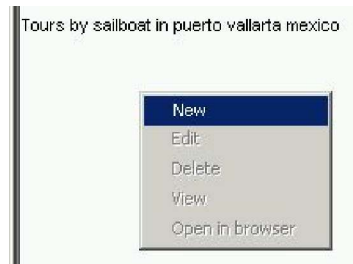 Tours by sailboat in puerto vallarta mexico
New
Edit
Delete
View
Open in browser